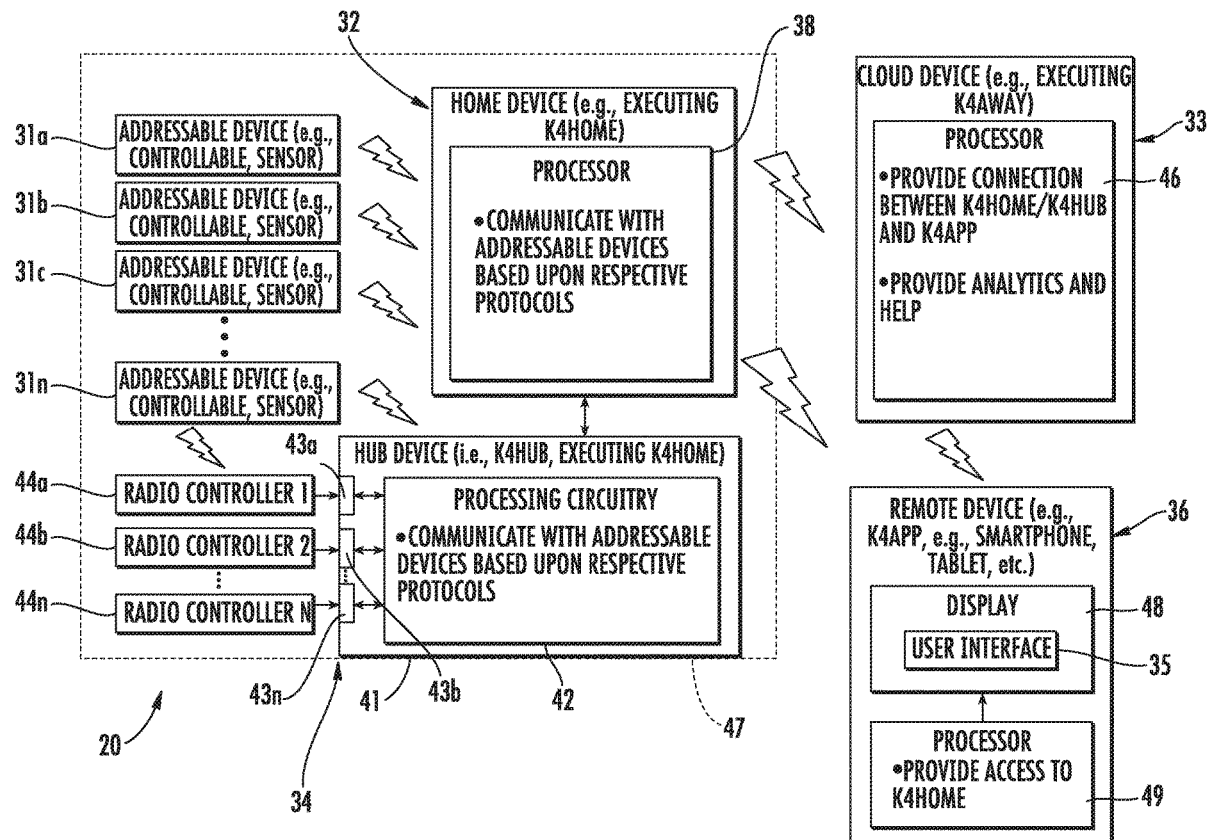 32
38
HOME DEVICE (e.g., EXECUTING
K4HOME)
PROCESSOR
•COMMUNICATE WITH
ADDRESSABLE DEVICES
BASED UPON RESPECTIVE
PROTOCOLS
31a
ADDRESSABLE DEVICE (e.g.,
CONTROLLABLE, SENSOR)
31b
ADDRESSABLE DEVICE (e.g.,
CONTROLLABLE, SENSOR)
31c
ADDRESSABLE DEVICE (e.g.,
CONTROLLABLE, SENSOR)
31n
ADDRESSABLE DEVICE (e.g.,
CONTROLLABLE, SENSOR)
CLOUD DEVICE (e.g., EXECUTING
K4AWAY)
33
PROCESSOR
46
•PROVIDE CONNECTION
BETWEEN K4HOME/K4HUB
AND K4APP
•PROVIDE ANALYTICS AND
HELP
43a
HUB DEVICE (i.e., K4HUB, EXECUTING K4HOME)
PROCESSING CIRCUITRY
•COMMUNICATE WITH ADDRESSABLE
DEVICES BASED UPON RESPECTIVE
PROTOCOLS
44a
RADIO CONTROLLER 1
44b
RADIO CONTROLLER 2
44n
RADIO CONTROLLER N
43n
41
43b
42
47
20
34
REMOTE DEVICE (e.g.,
K4APP, e.g., SMARTPHONE,
TABLET, etc.)
36
DISPLAY
48
USER INTERFACE
35
PROCESSOR
•PROVIDE ACCESS TO
K4HOME
49